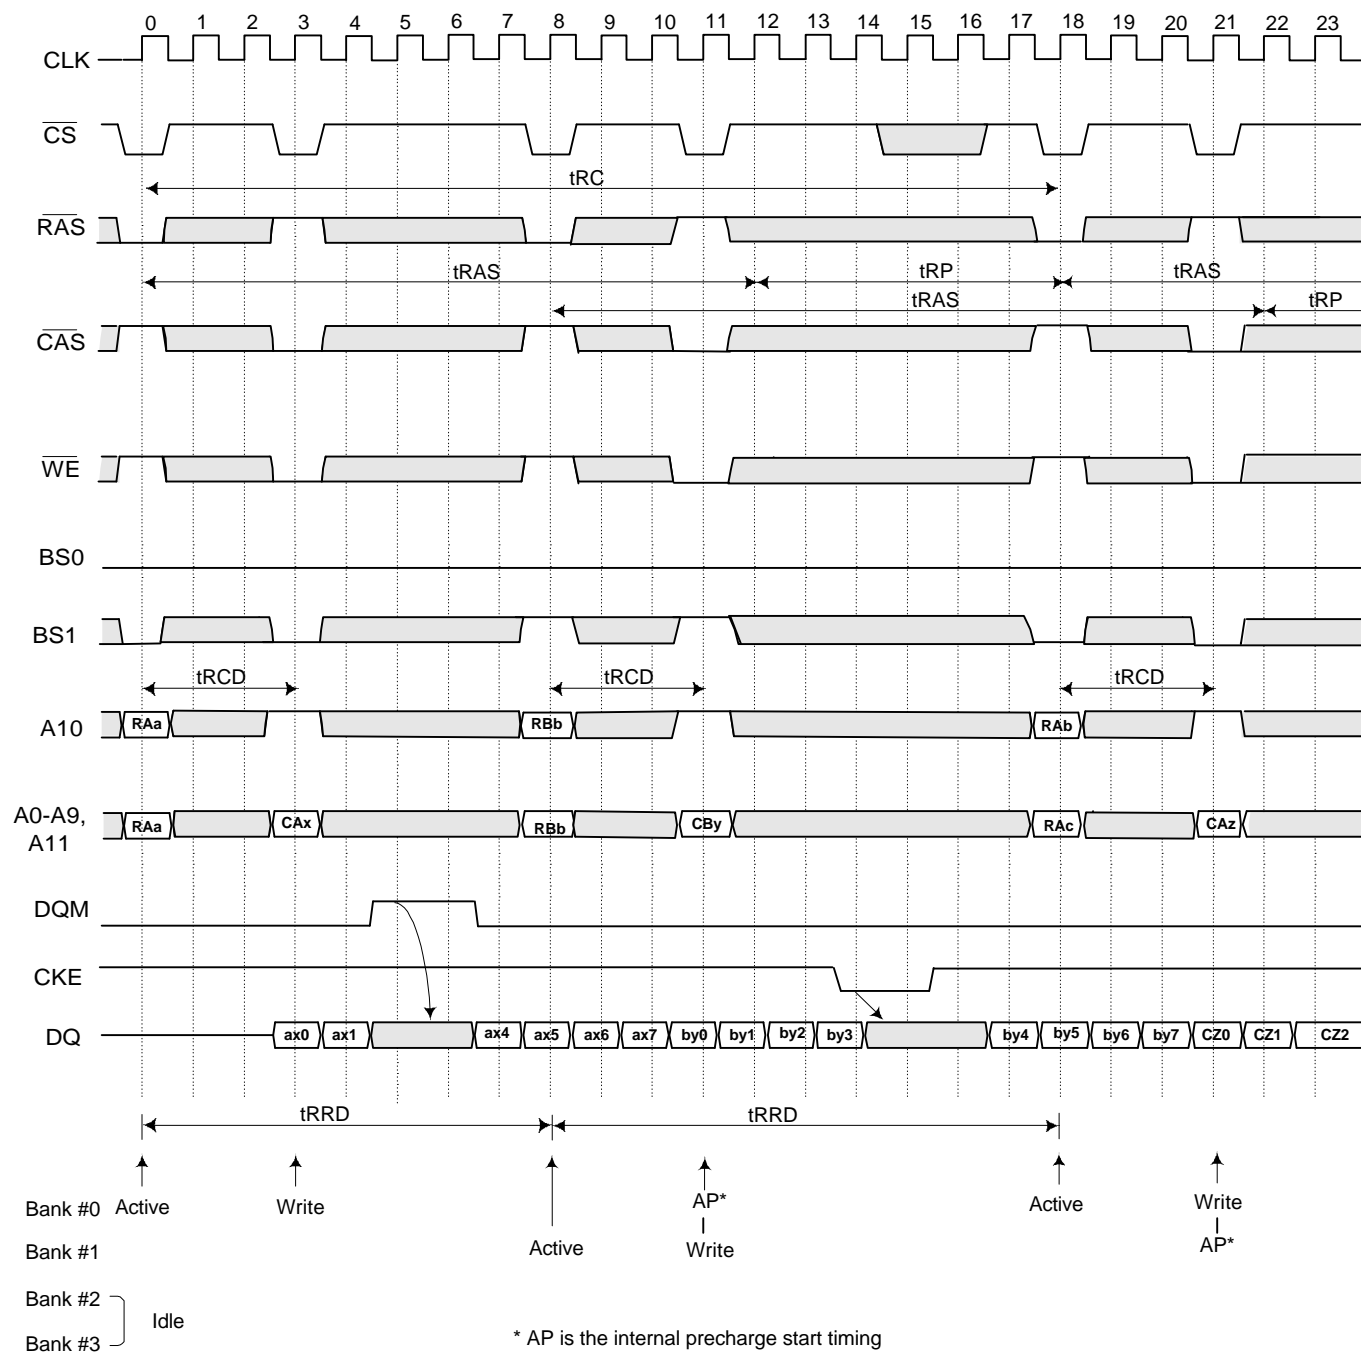 0 1 2 3 4 5 6 7 8 9 10 11 12 13 14 15 16 17 18 19 20 21 22 23
CLK
CS
tRC
RAS
tRAS tRP tRAS
tRAS tRP
CAS
WE
BS0
BS1
tRCD tRCD tRCD
A10 RAa RBb RAb
A0-A9,
A11
RAa CAx RBb CBy RAc CAz
DQM
CKE
DQ ax0 ax1 ax4 ax5 ax6 ax7 by0 by1 by2 by3 by4 by5 by6 by7 CZ0 CZ1 CZ2
tRRD tRRD
Bank #0 Active Write AP* Active Write
Bank #1 Active Write AP*
Bank #2
Idle
Bank #3
* AP is the internal precharge start timing